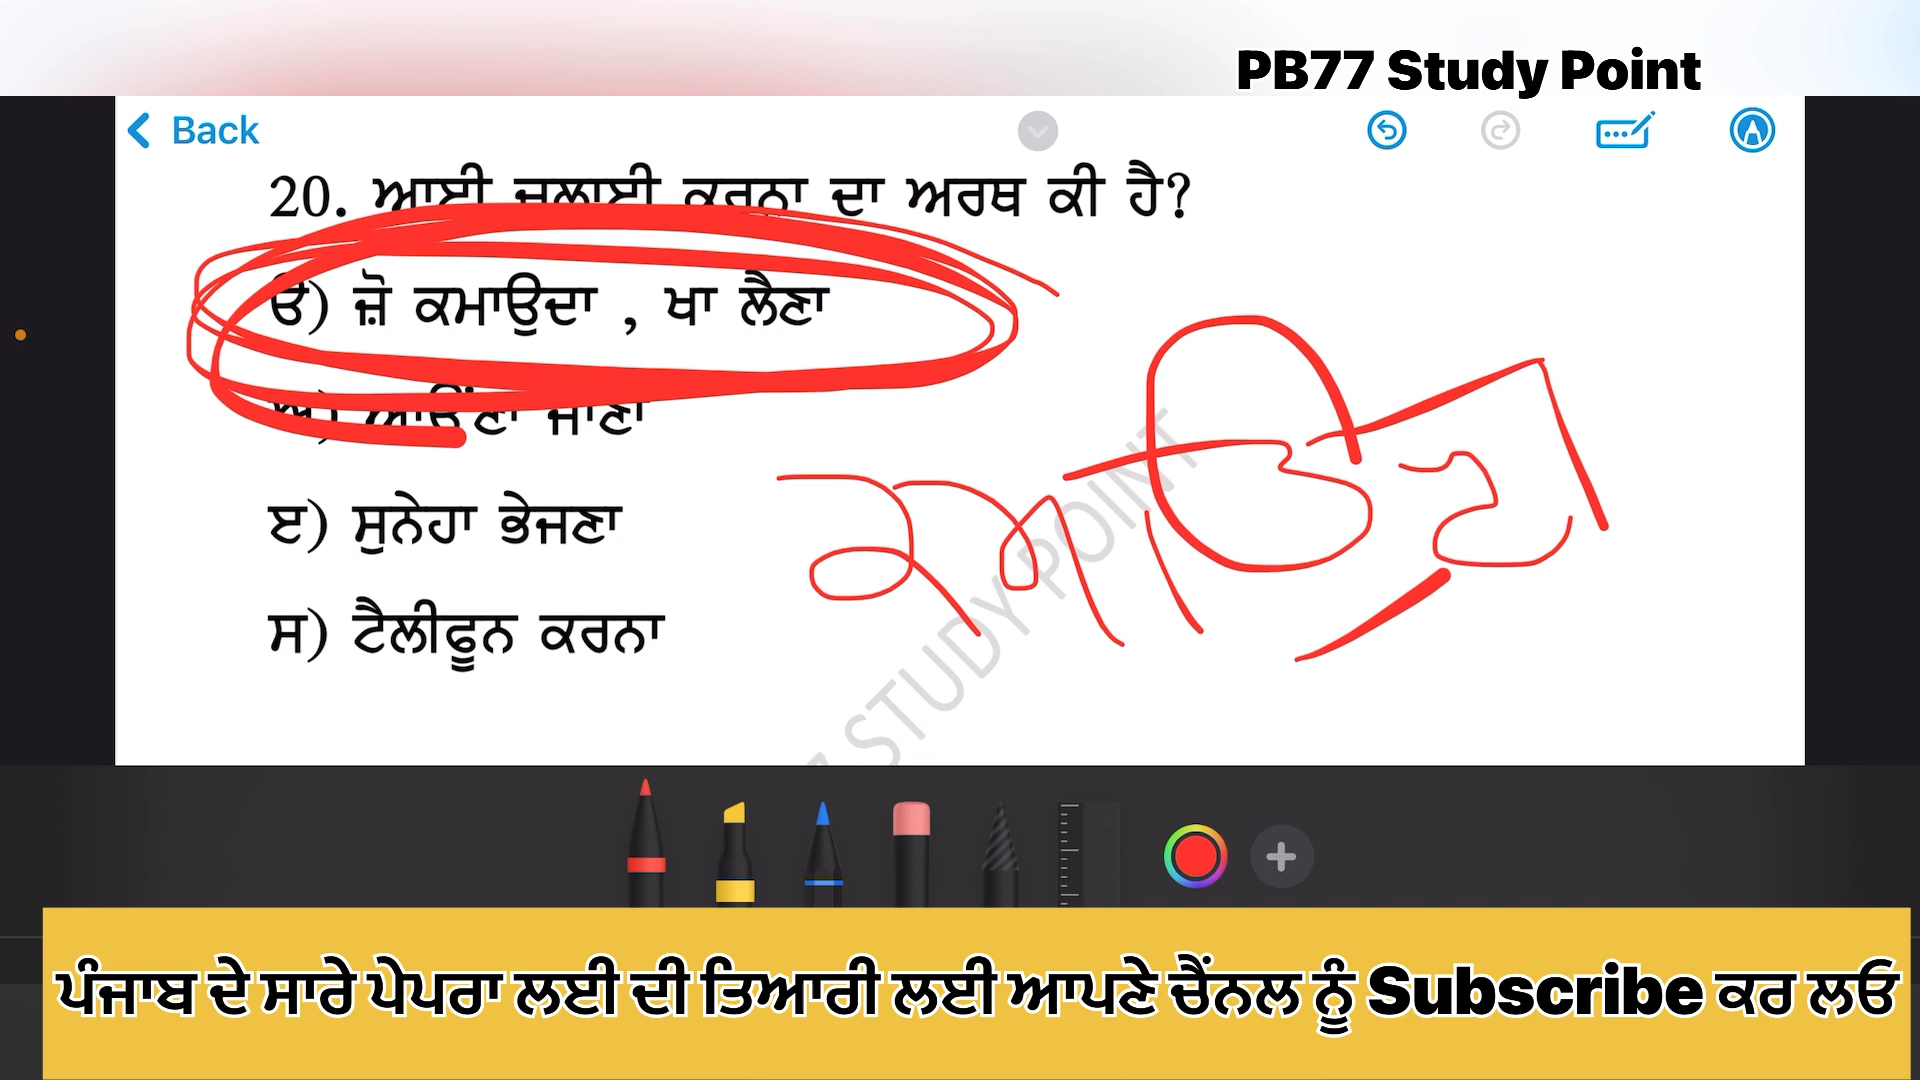 PB77 Study Point
Back
20. ਆਈ ਚਲਾਈ ਕਰਨਾ ਦਾ ਅਰਥ ਕੀ ਹੈ?
ੳ) ਜ਼ੋ ਕਮਾਉਦਾ , ਖਾ ਲੈਣਾ
ਅ) ਆਉਂਣਾ ਜਾਣਾ
ੲ) ਸੁਨੇਹਾ ਭੇਜਣਾ
ਸ) ਟੈਲੀਫੂਨ ਕਰਨਾ
STUDY POINT
ਪੰਜਾਬ ਦੇ ਸਾਰੇ ਪੇਪਰਾ ਲਈ ਦੀ ਤਿਆਰੀ ਲਈ ਆਪਣੇ ਚੈਂਨਲ ਨੂੰ Subscribe ਕਰ ਲਓ